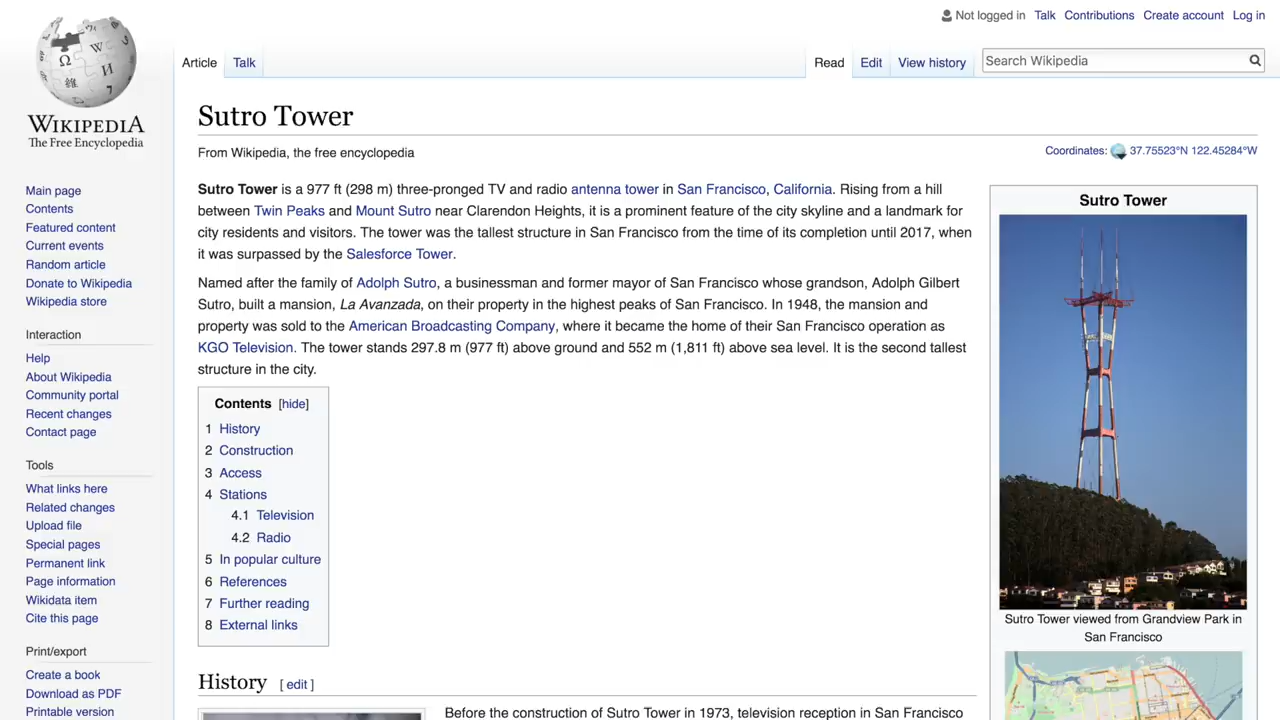 Not logged in Talk Contributions Create account Log in
Article Talk Read Edit View history Search Wikipedia
WIKIPEDIA
The Free Encyclopedia
Main page
Contents
Featured content
Current events
Random article
Donate to Wikipedia
Wikipedia store
Interaction
Help
About Wikipedia
Community portal
Recent changes
Contact page
Tools
What links here
Related changes
Upload file
Special pages
Permanent link
Page information
Wikidata item
Cite this page
Print/export
Create a book
Download as PDF
Printable version
Sutro Tower
From Wikipedia, the free encyclopedia
Coordinates: 37.75523°N 122.45284°W
Sutro Tower is a 977 ft (298 m) three-pronged TV and radio antenna tower in San Francisco, California. Rising from a hill
between Twin Peaks and Mount Sutro near Clarendon Heights, it is a prominent feature of the city skyline and a landmark for
city residents and visitors. The tower was the tallest structure in San Francisco from the time of its completion until 2017, when
it was surpassed by the Salesforce Tower.
Named after the family of Adolph Sutro, a businessman and former mayor of San Francisco whose grandson, Adolph Gilbert
Sutro, built a mansion, La Avanzada, on their property in the highest peaks of San Francisco. In 1948, the mansion and
property was sold to the American Broadcasting Company, where it became the home of their San Francisco operation as
KGO Television. The tower stands 297.8 m (977 ft) above ground and 552 m (1,811 ft) above sea level. It is the second tallest
structure in the city.
Contents [hide]
1 History
2 Construction
3 Access
4 Stations
4.1 Television
4.2 Radio
5 In popular culture
6 References
7 Further reading
8 External links
History [ edit ]
Before the construction of Sutro Tower in 1973, television reception in San Francisco
Sutro Tower
Sutro Tower viewed from Grandview Park in
San Francisco